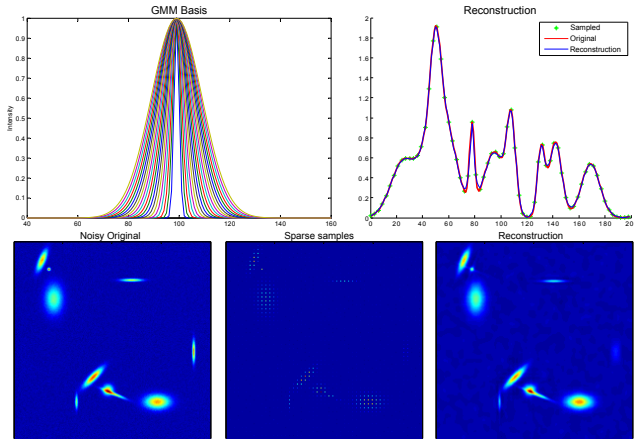 GMM Basis
Intensity
1
0.9
0.8
0.7
0.6
0.5
0.4
0.3
0.2
0.1
0
40 60 80 100 120 140 160
Reconstruction
Sampled
Original
Reconstruction
2
1.8
1.6
1.4
1.2
1
0.8
0.6
0.4
0.2
0
0 20 40 60 80 100 120 140 160 180 200
Noisy Original
Sparse samples
Reconstruction